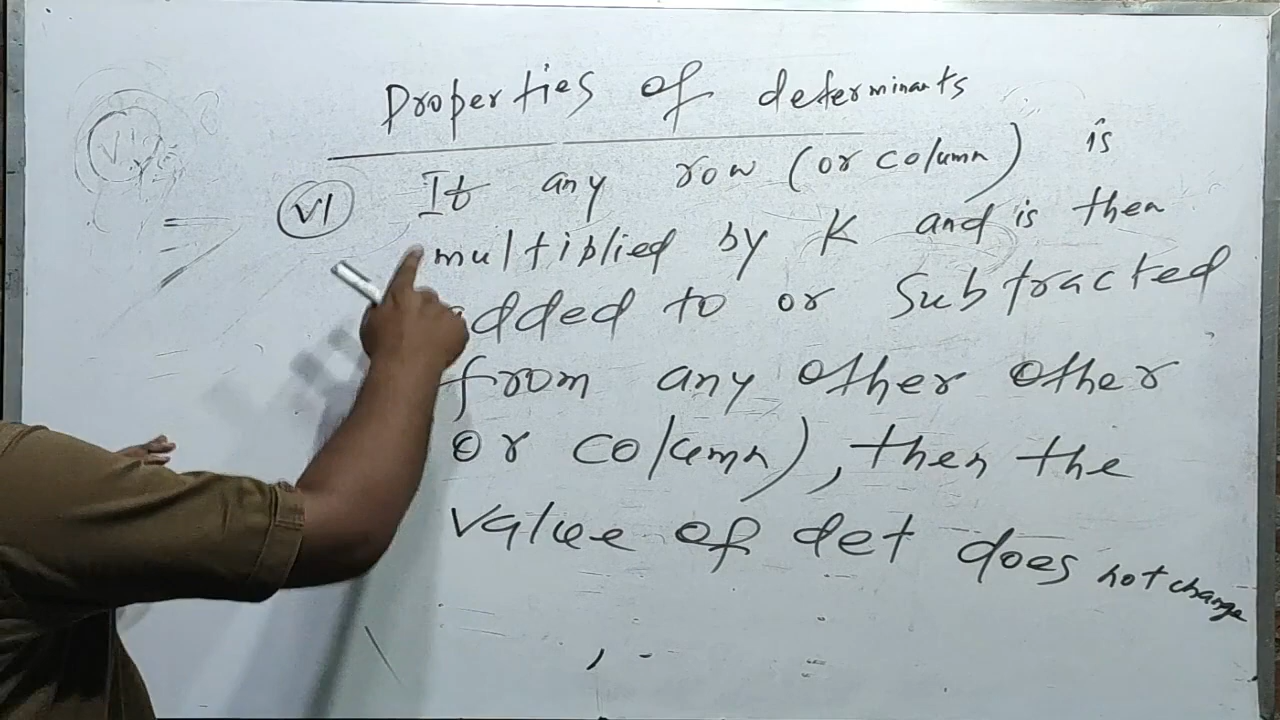 Properties of determinants
(VI) If any row (or column) is
multiplied by K and is then
added to or Subtracted
from any other other
or column), then the
value of det does not change